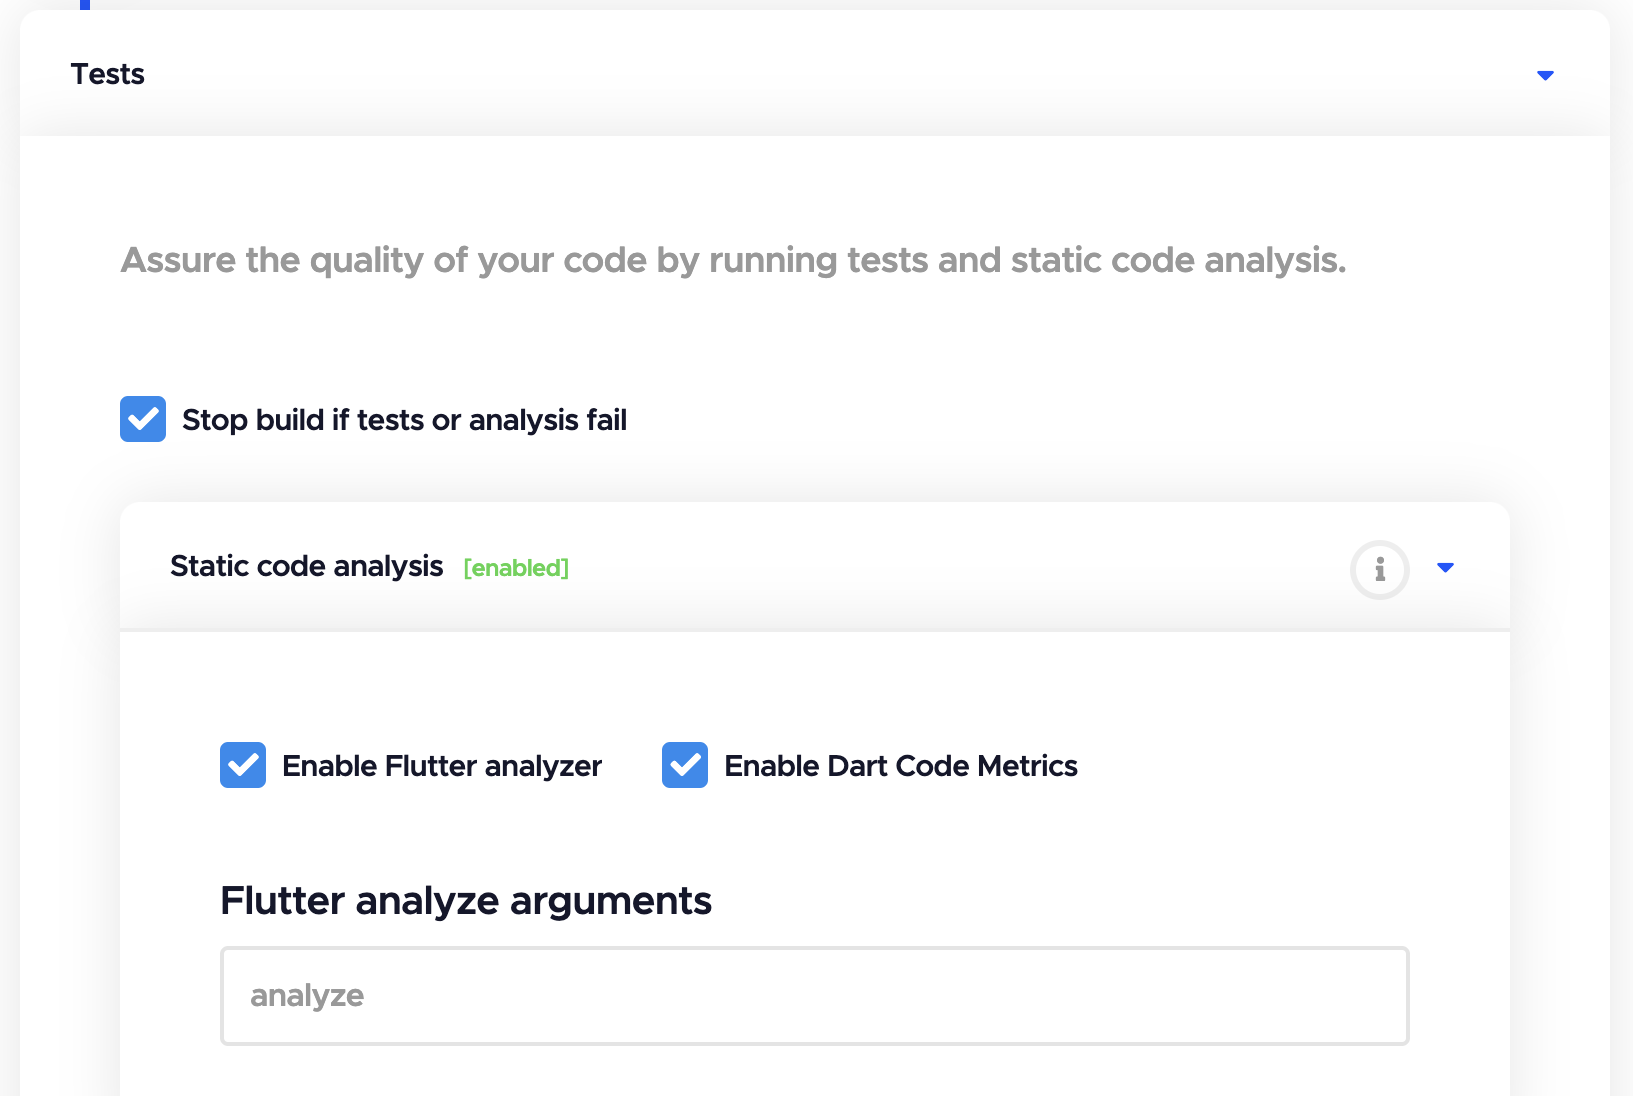 Tests
Assure the quality of your code by running tests and static code analysis.
Stop build if tests or analysis fail
Static code analysis [enabled]
Enable Flutter analyzer Enable Dart Code Metrics
Flutter analyze arguments
analyze